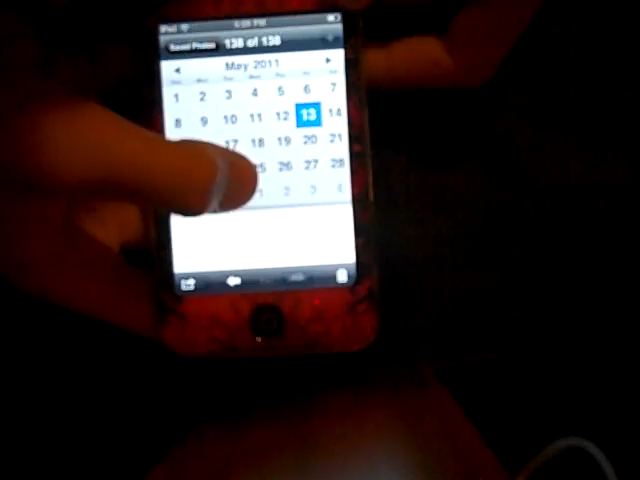 iPod
Saved Photos 138 of 138
May 2011
1 2 3 4 5 6 7
8 9 10 11 12 13 14
17 18 19 20 21
25 26 27 28
1 2 3 4